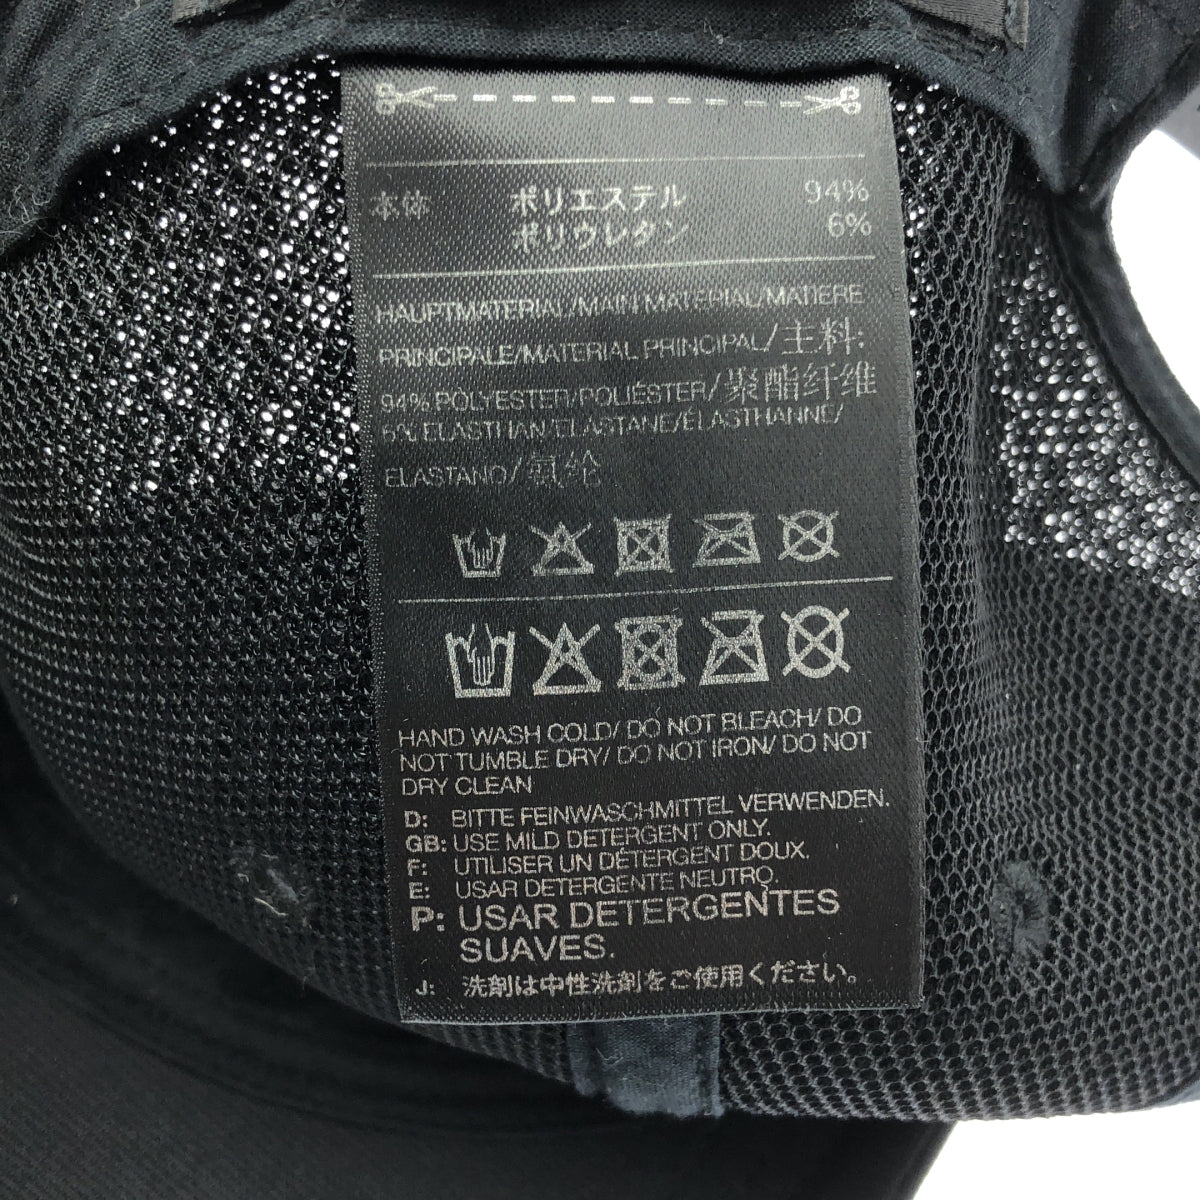 本体 ポリエステル 94%
ポリウレタン 6%
HAUPTMATERIAL/MAIN MATERIAL/MATIERE
PRINCIPALE/MATERIAL PRINCIPAL/主料:
94% POLYESTER/POLIÉSTER/聚酯纤维
6% ELASTHAN/ELASTANE/ÉLASTHANNE/
ELASTANO/氨纶
HAND WASH COLD/ DO NOT BLEACH/ DO
NOT TUMBLE DRY/ DO NOT IRON/ DO NOT
DRY CLEAN
D: BITTE FEINWASCHMITTEL VERWENDEN.
GB: USE MILD DETERGENT ONLY.
F: UTILISER UN DÉTERGENT DOUX.
E: USAR DETERGENTE NEUTRO.
P: USAR DETERGENTES
SUAVES.
J: 洗剤は中性洗剤をご使用ください。